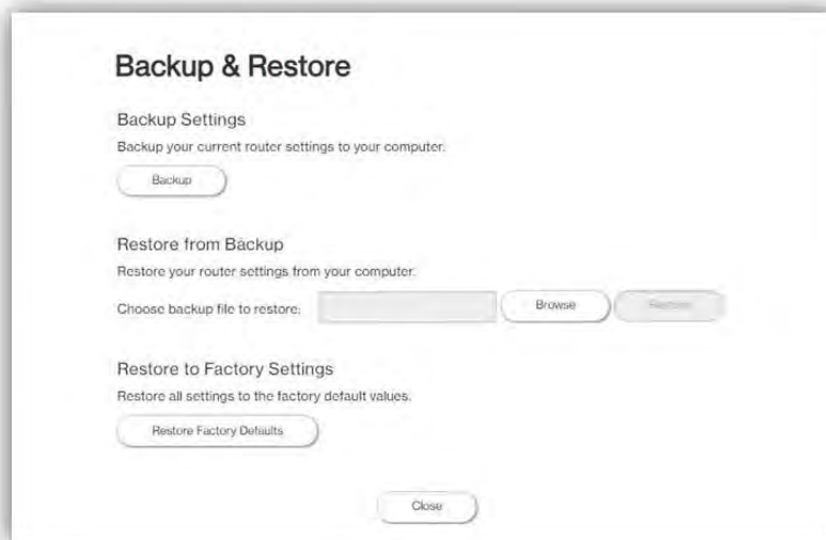 Backup & Restore
Backup Settings
Backup your current router settings to your computer.
Backup
Restore from Backup
Restore your router settings from your computer.
Choose backup file to restore:
Browse
Restore
Restore to Factory Settings
Restore all settings to the factory default values.
Restore Factory Defaults
Close